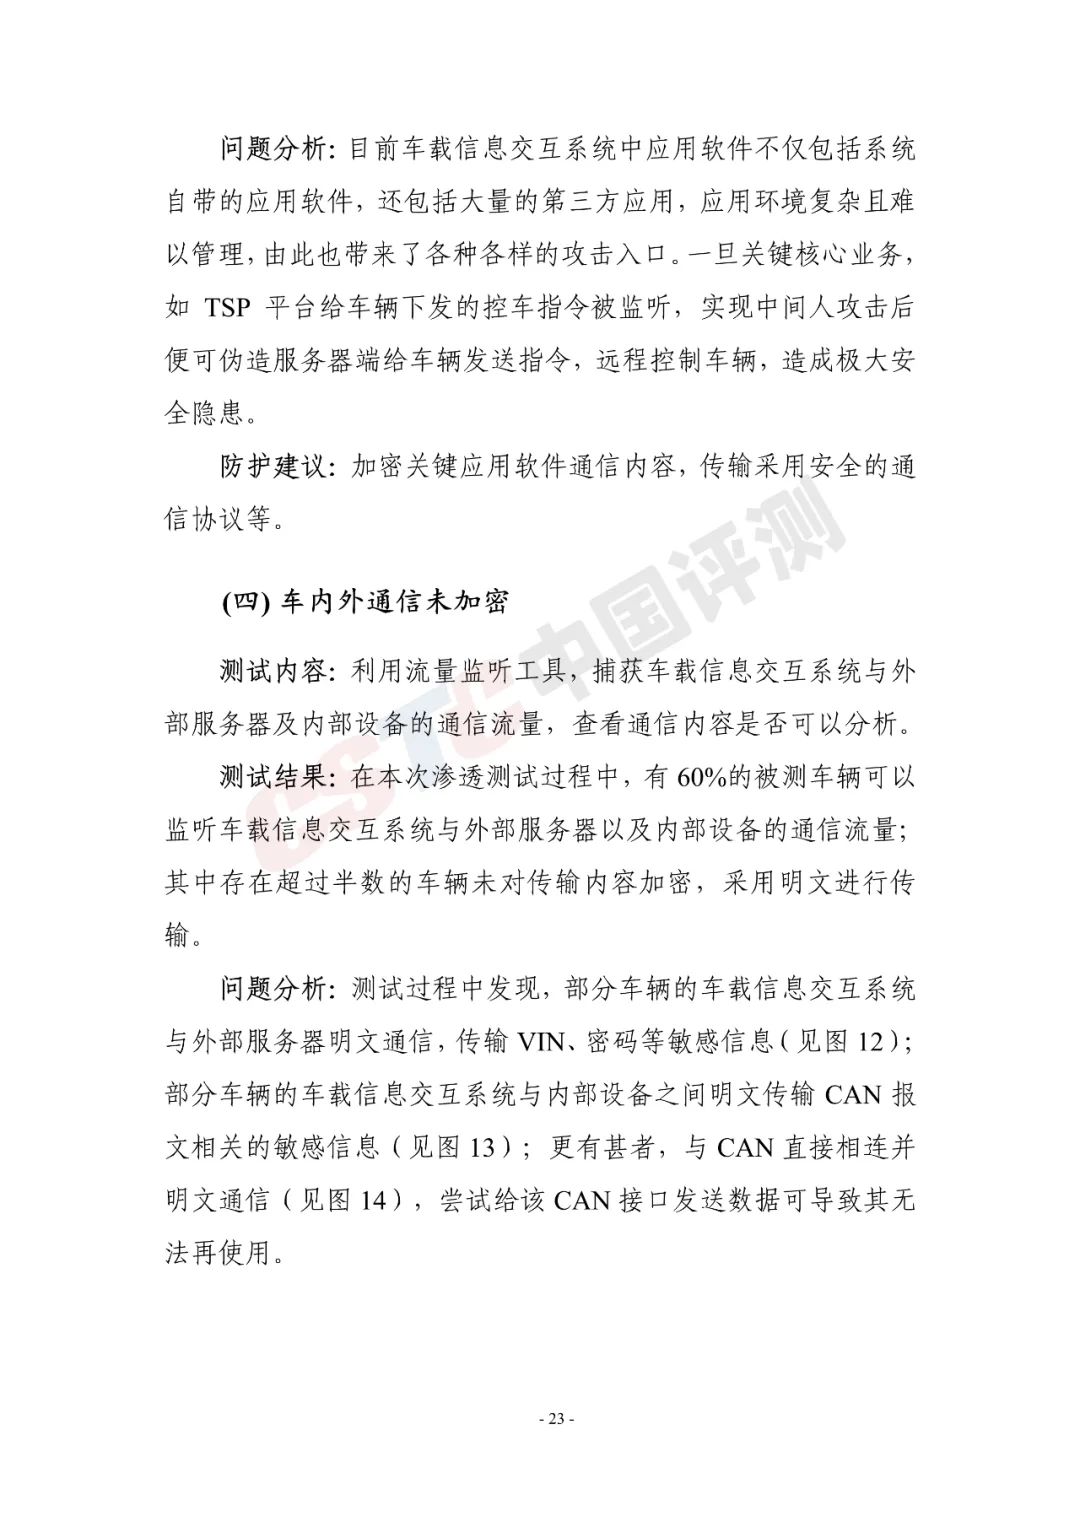 问题分析：目前车载信息交互系统中应用软件不仅包括系统
自带的应用软件，还包括大量的第三方应用，应用环境复杂且难
以管理，由此也带来了各种各样的攻击入口。一旦关键核心业务，
如 TSP 平台给车辆下发的控车指令被监听，实现中间人攻击后
便可伪造服务器端给车辆发送指令，远程控制车辆，造成极大安
全隐患。
防护建议：加密关键应用软件通信内容，传输采用安全的通
信协议等。
(四) 车内外通信未加密
测试内容：利用流量监听工具，捕获车载信息交互系统与外
部服务器及内部设备的通信流量，查看通信内容是否可以分析。
测试结果：在本次渗透测试过程中，有 60%的被测车辆可以
监听车载信息交互系统与外部服务器以及内部设备的通信流量；
其中存在超过半数的车辆未对传输内容加密，采用明文进行传
输。
问题分析：测试过程中发现，部分车辆的车载信息交互系统
与外部服务器明文通信，传输 VIN、密码等敏感信息（见图 12）；
部分车辆的车载信息交互系统与内部设备之间明文传输 CAN 报
文相关的敏感信息（见图 13）；更有甚者，与 CAN 直接相连并
明文通信（见图 14），尝试给该 CAN 接口发送数据可导致其无
法再使用。
CSTC中国评测
- 23 -